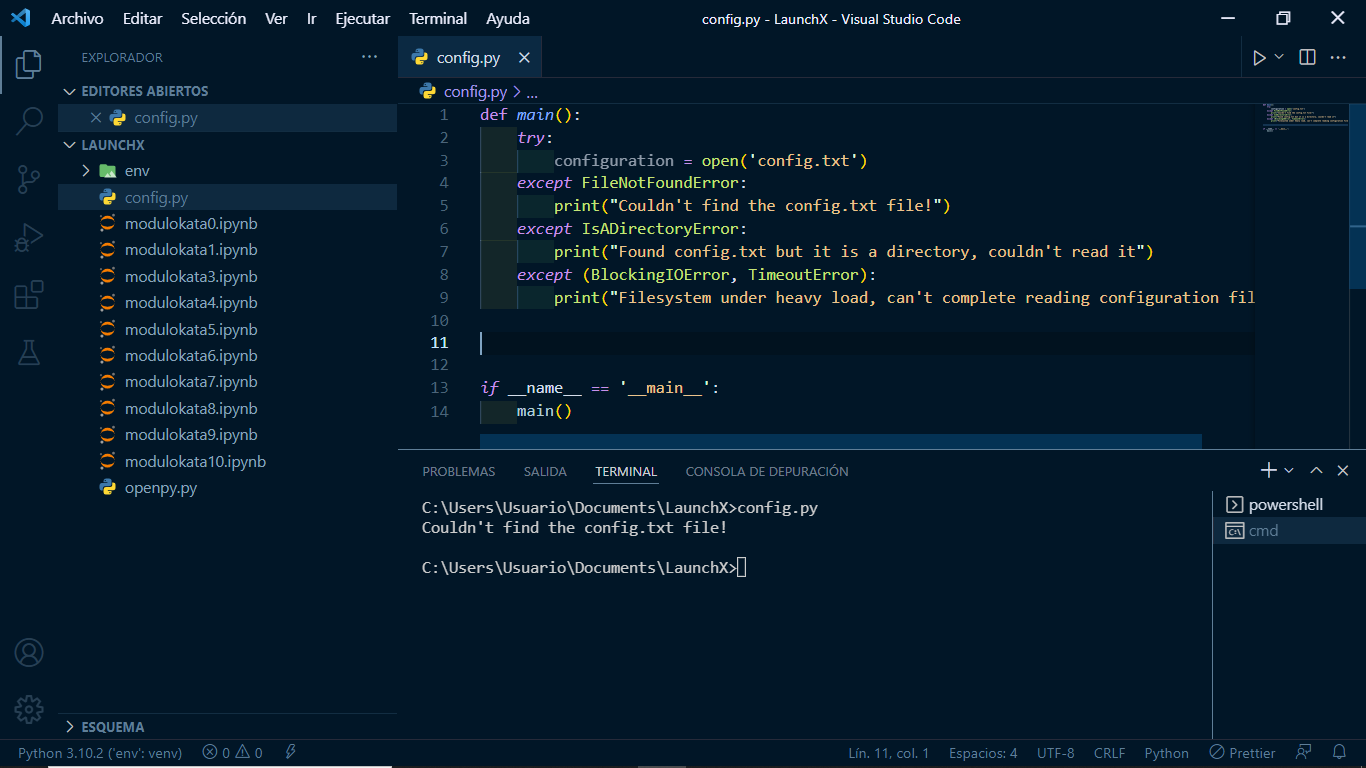 Archivo Editar Selección Ver Ir Ejecutar Terminal Ayuda config.py - LaunchX - Visual Studio Code
EXPLORADOR
EDITORES ABIERTOS
config.py
LAUNCHX
env
config.py
modulokata0.ipynb
modulokata1.ipynb
modulokata3.ipynb
modulokata4.ipynb
modulokata5.ipynb
modulokata6.ipynb
modulokata7.ipynb
modulokata8.ipynb
modulokata9.ipynb
modulokata10.ipynb
openpy.py
ESQUEMA
config.py
config.py > ...
1 def main():
2 try:
3 configuration = open('config.txt')
4 except FileNotFoundError:
5 print("Couldn't find the config.txt file!")
6 except IsADirectoryError:
7 print("Found config.txt but it is a directory, couldn't read it")
8 except (BlockingIOError, TimeoutError):
9 print("Filesystem under heavy load, can't complete reading configuration fil
10
11
12
13 if __name__ == '__main__':
14 main()
PROBLEMAS SALIDA TERMINAL CONSOLA DE DEPURACIÓN
C:\Users\Usuario\Documents\LaunchX>config.py
Couldn't find the config.txt file!
C:\Users\Usuario\Documents\LaunchX>
powershell
cmd
Python 3.10.2 ('env': venv) 0 0 Lín. 11, col. 1 Espacios: 4 UTF-8 CRLF Python Prettier